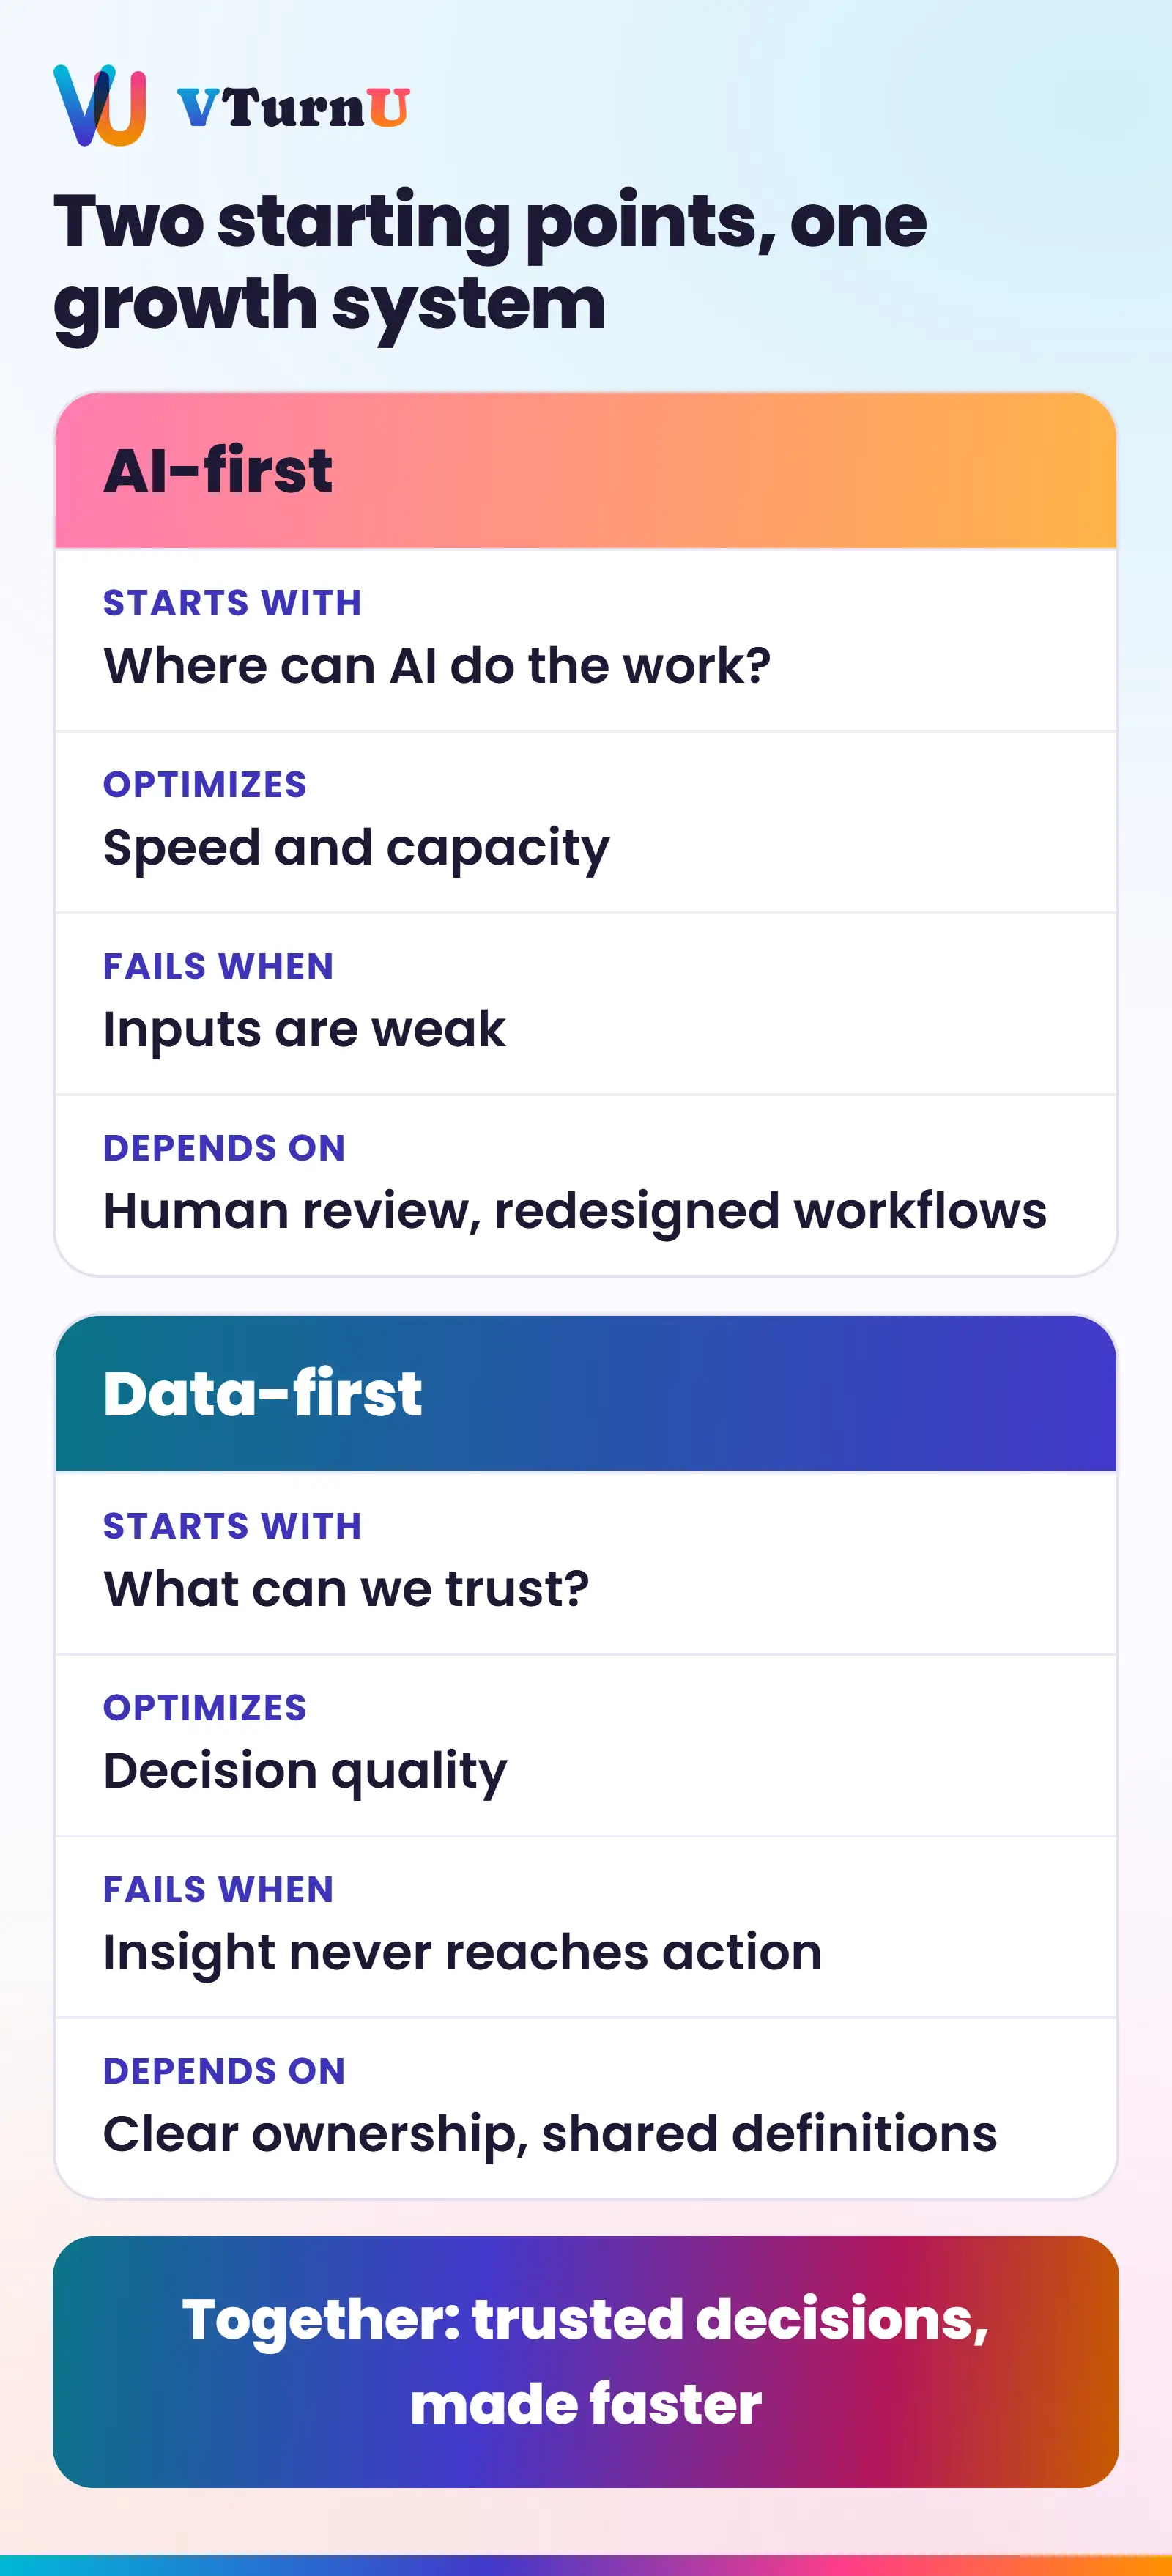 VU VTurnU
Two starting points, one
growth system
AI-first
STARTS WITH
Where can AI do the work?
OPTIMIZES
Speed and capacity
FAILS WHEN
Inputs are weak
DEPENDS ON
Human review, redesigned workflows
Data-first
STARTS WITH
What can we trust?
OPTIMIZES
Decision quality
FAILS WHEN
Insight never reaches action
DEPENDS ON
Clear ownership, shared definitions
Together: trusted decisions,
made faster